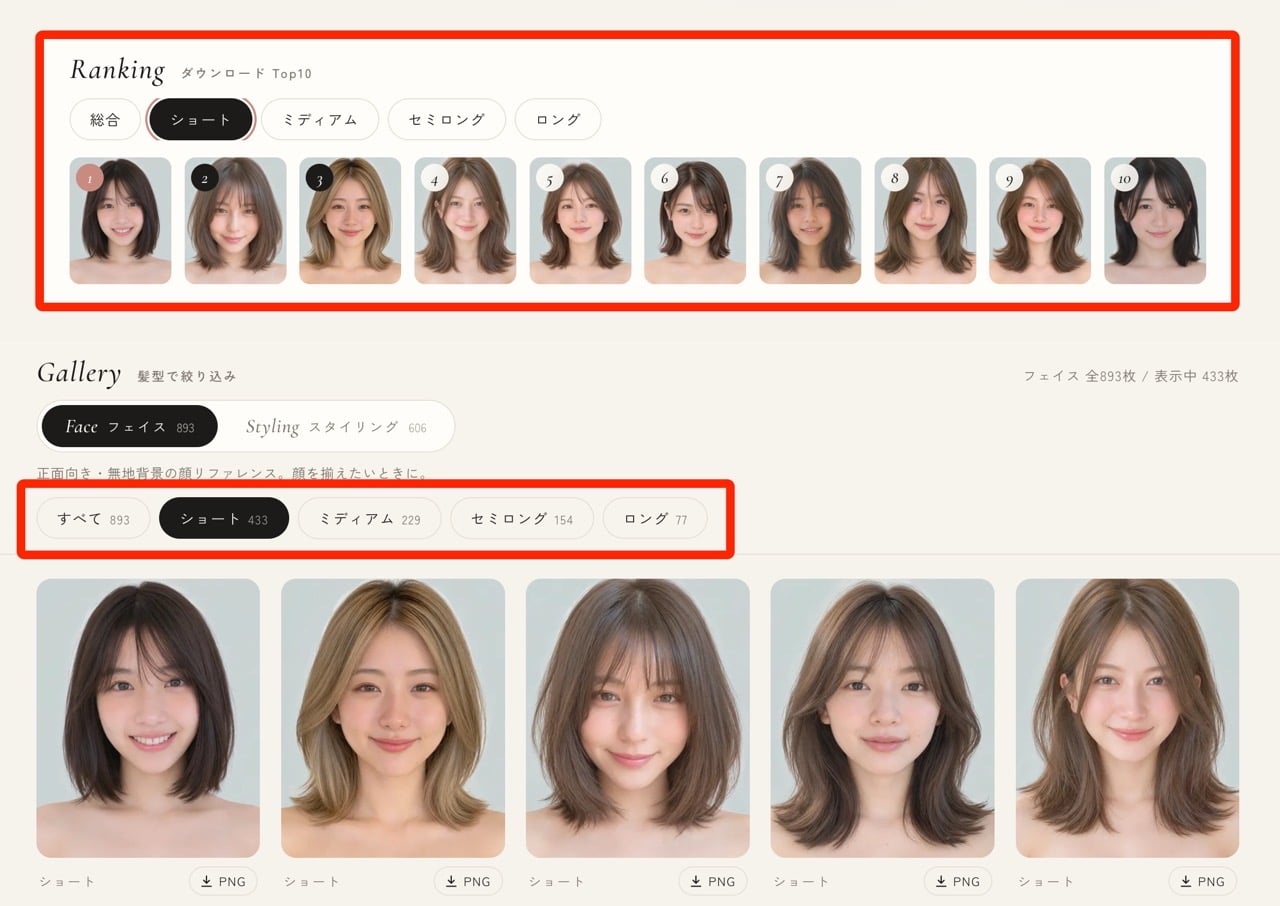 Ranking ダウンロード Top10
総合 ショート ミディアム セミロング ロング
1 2 3 4 5 6 7 8 9 10
Gallery 髪型で絞り込み フェイス 全893枚 / 表示中 433枚
Face フェイス 893 Styling スタイリング 606
正面向き・無地背景の顔リファレンス。顔を揃えたいときに。
すべて 893 ショート 433 ミディアム 229 セミロング 154 ロング 77
ショート PNG ショート PNG ショート PNG ショート PNG ショート PNG